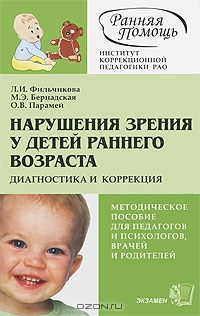 Ранняя
Помощь
ИНСТИТУТ
КОРРЕКЦИОННОЙ
ПЕДАГОГИКИ РАО
Л.И. Фильчикова
М.Э. Бернадская
О.В. Парамей
НАРУШЕНИЯ ЗРЕНИЯ
У ДЕТЕЙ РАННЕГО
ВОЗРАСТА
ДИАГНОСТИКА И КОРРЕКЦИЯ
МЕТОДИЧЕСКОЕ
ПОСОБИЕ
ДЛЯ ПЕДАГОГОВ
И ПСИХОЛОГОВ,
ВРАЧЕЙ
И РОДИТЕЛЕЙ
ЭКЗАМЕН
ozon.ru